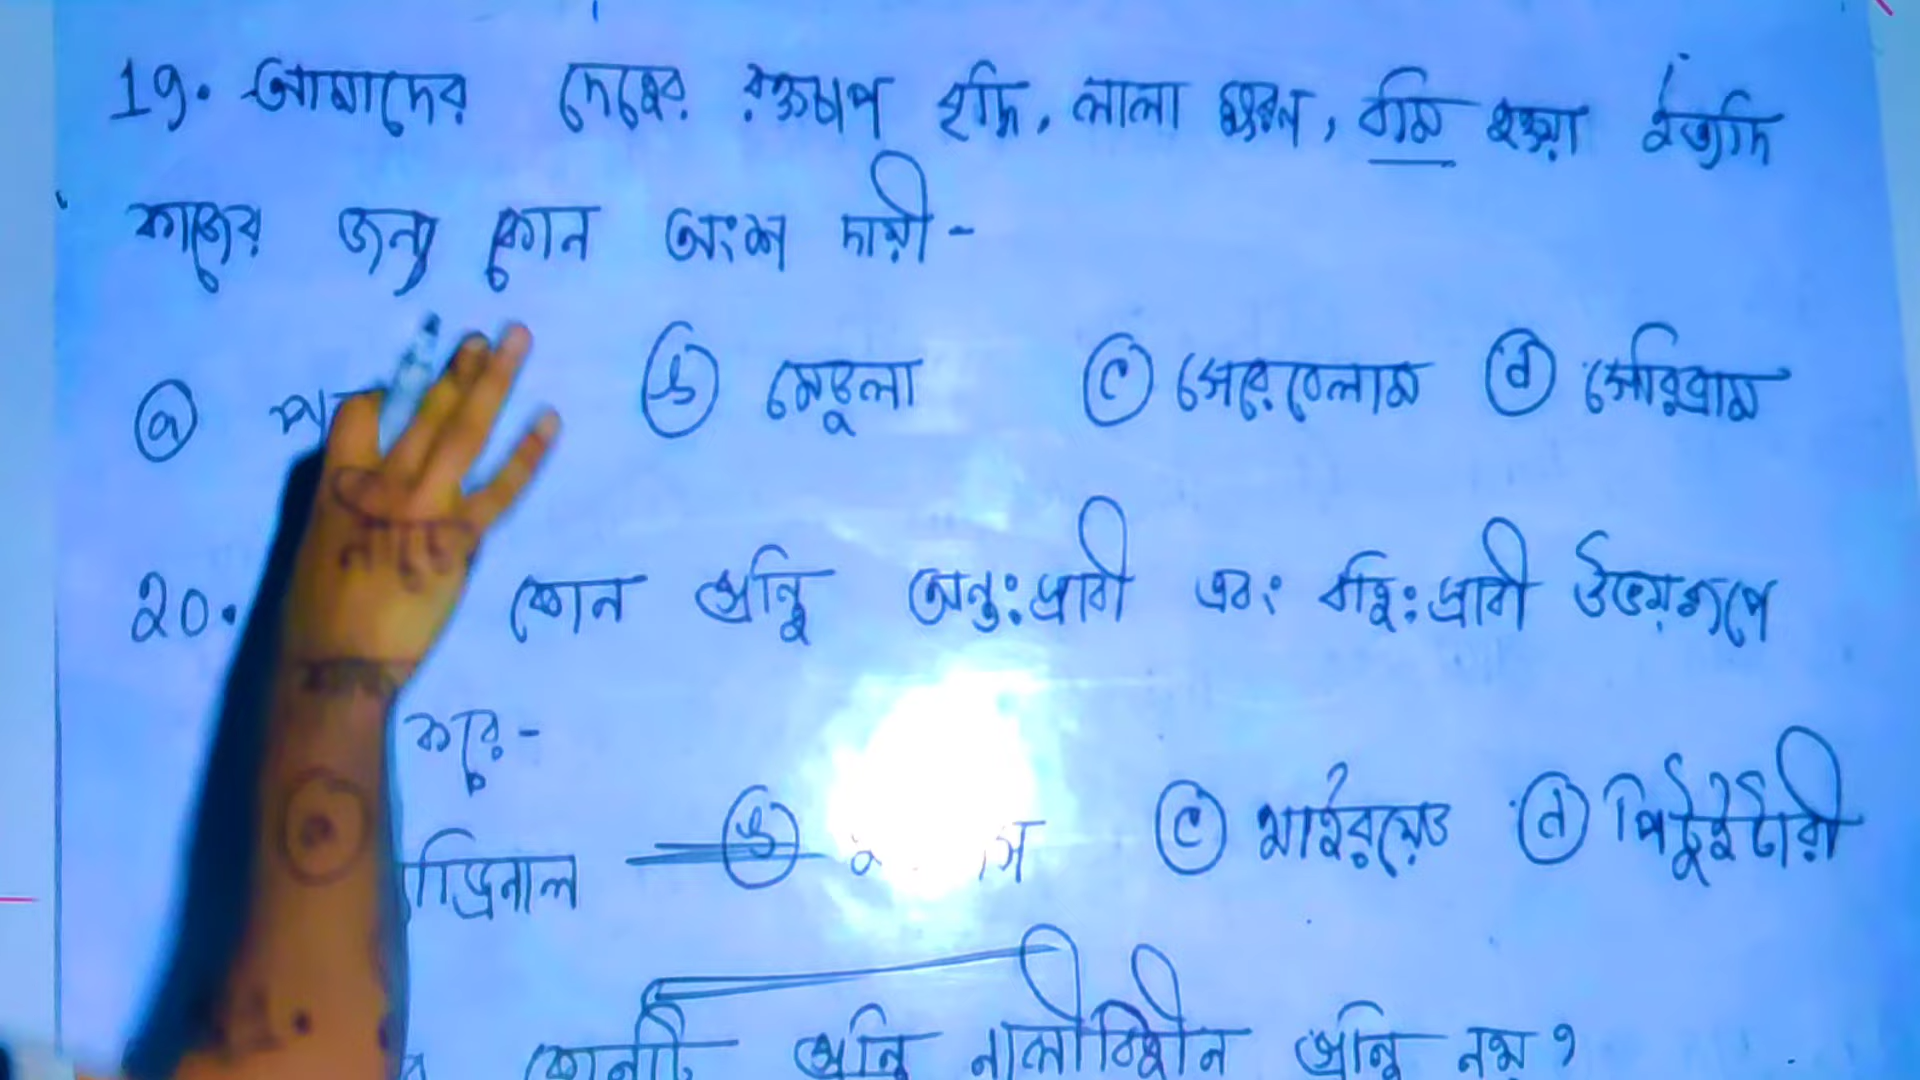 19. আমাদের দেহের রক্তচাপ বৃদ্ধি, লালা ক্ষরন, বমি হওয়া ইত্যাদি
কাজের জন্য কোন অংশ দায়ী-
ⓐ ⓑ মেডুলা ⓒ সেরেবেলাম ⓓ সেরিব্রাম
20. নীচের কোন গ্রন্থি অন্তঃস্রাবী এবং বহিঃস্রাবী উভয়রূপে
করে-
ⓐ ⓑ ⓒ থাইরয়েড ⓓ পিটুইটারী
কোনটি গ্রন্থি নালীবিহীন গ্রন্থি নয়?